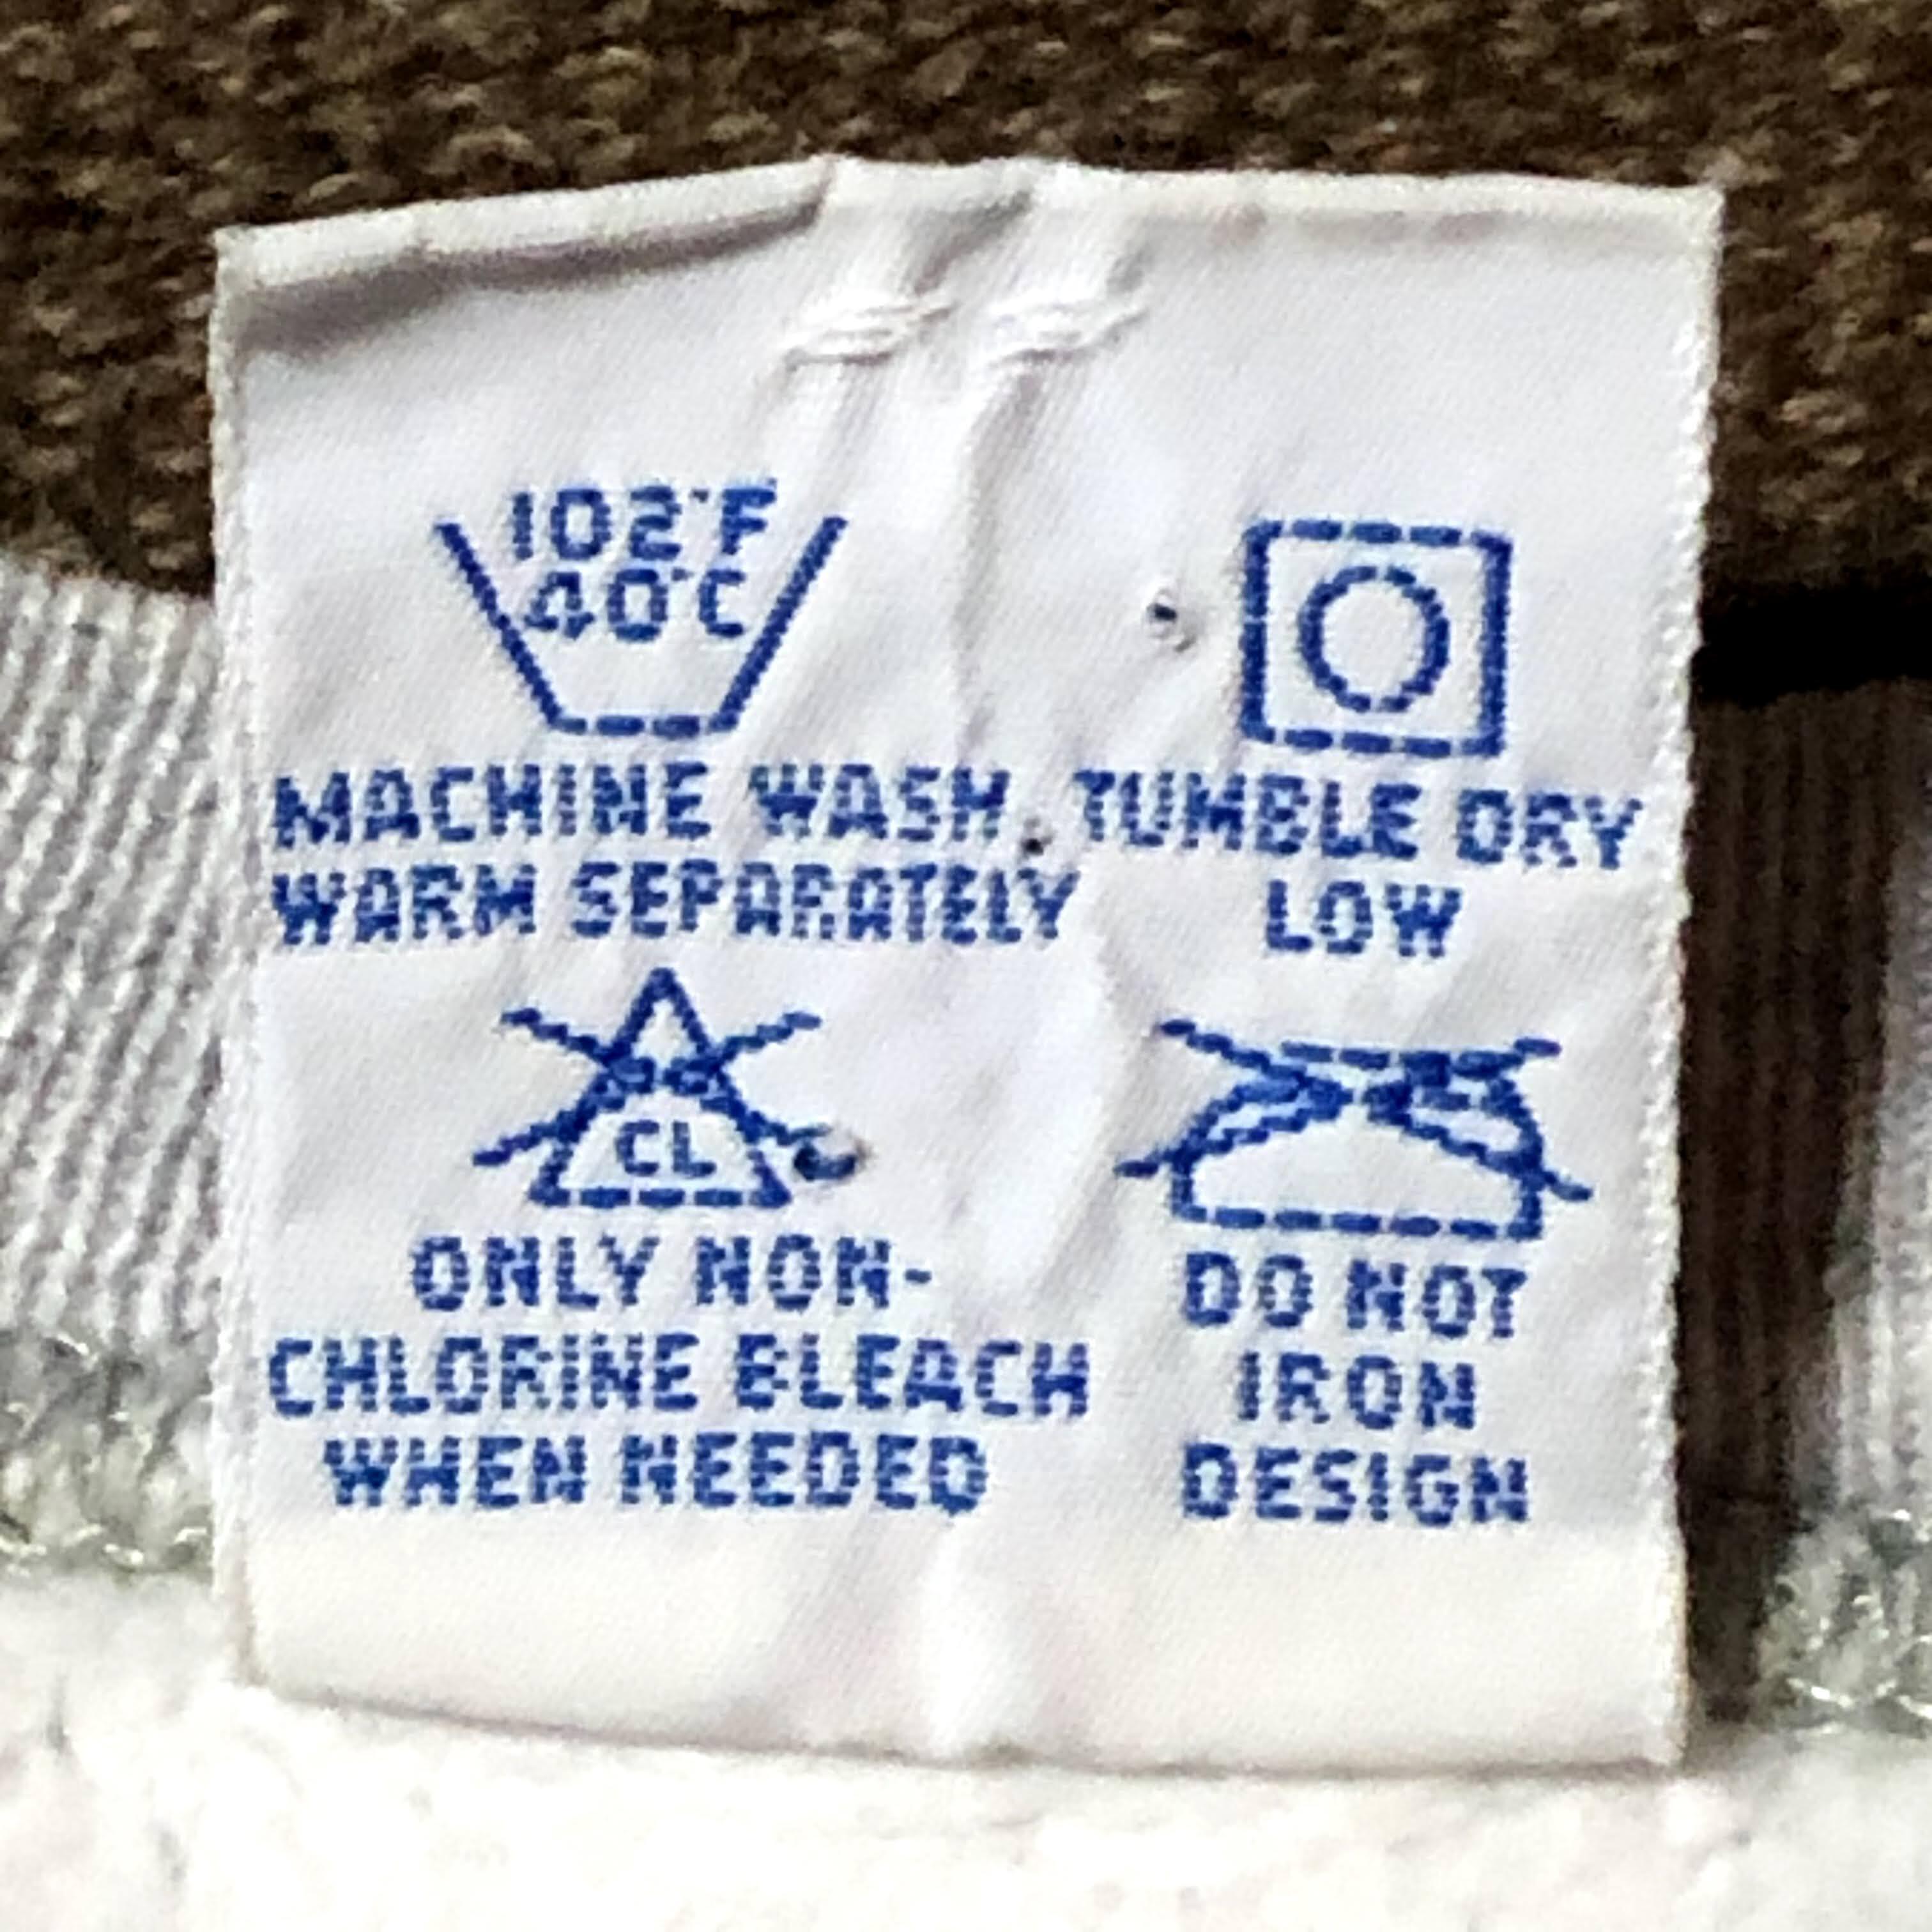 102°F
40°C
MACHINE WASH
WARM SEPARATELY
TUMBLE DRY
LOW
CL
ONLY NON-
CHLORINE BLEACH
WHEN NEEDED
DO NOT
IRON
DESIGN